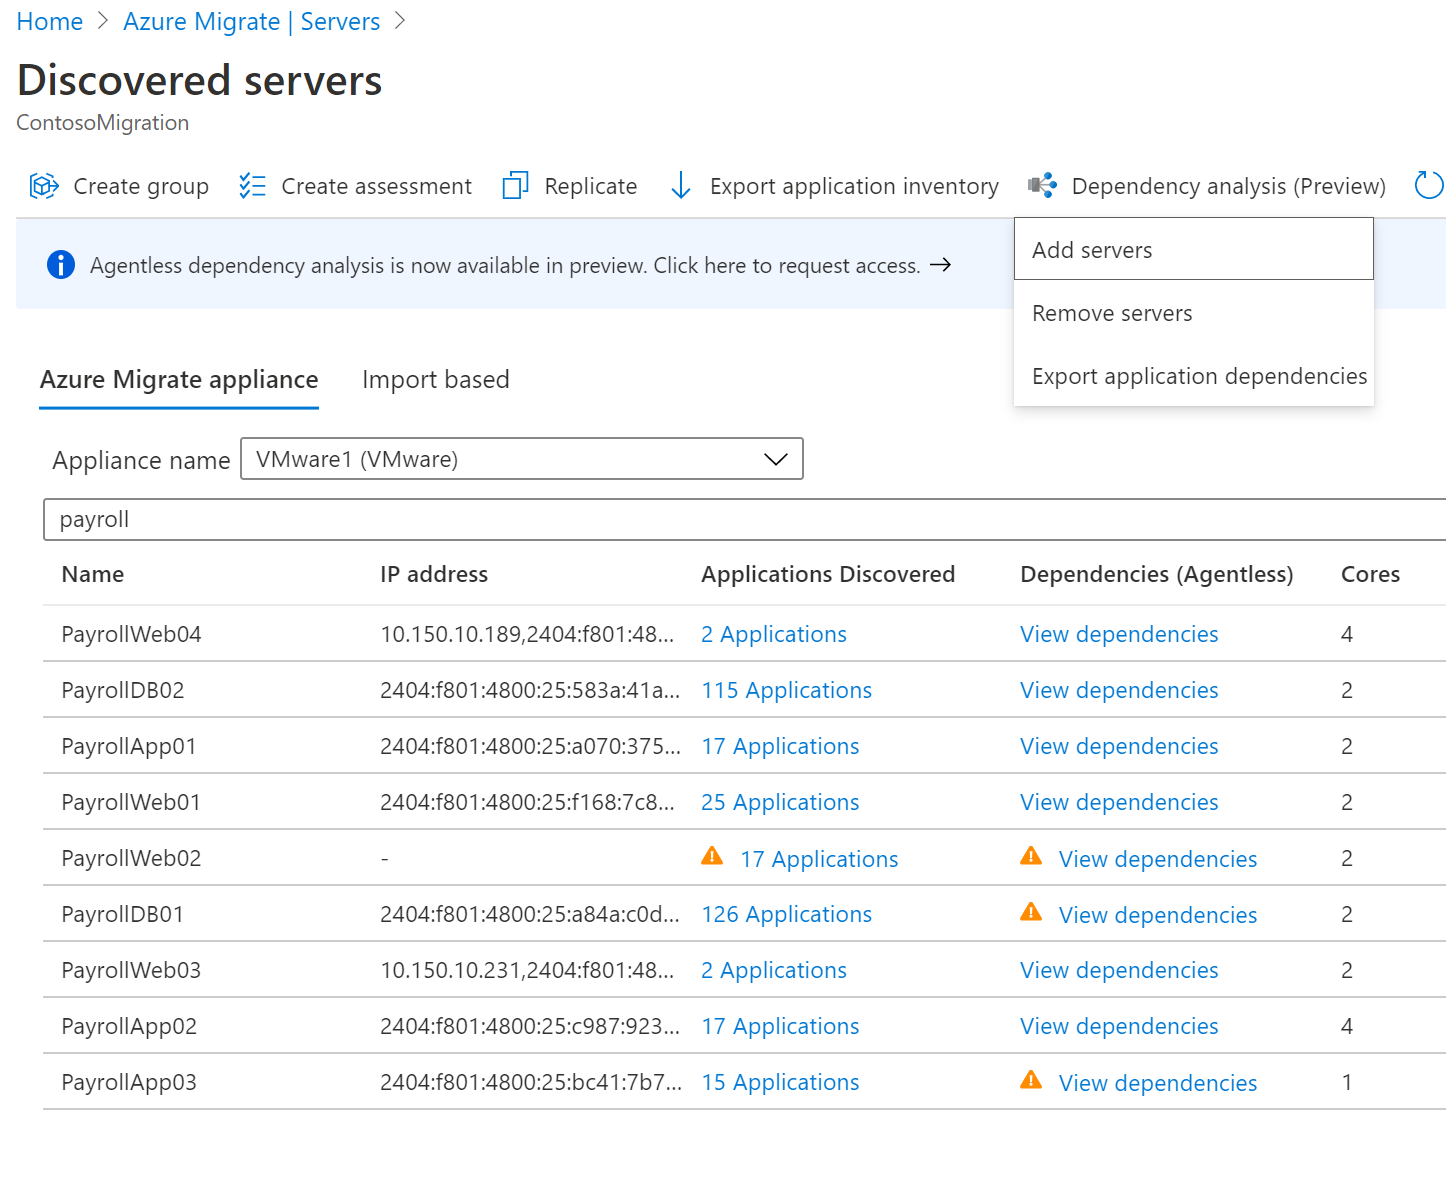 Home > Azure Migrate | Servers >
Discovered servers
ContosoMigration
Create group Create assessment Replicate Export application inventory Dependency analysis (Preview)
Add servers
Remove servers
Export application dependencies
Agentless dependency analysis is now available in preview. Click here to request access. →
Azure Migrate appliance Import based
Appliance name VMware1 (VMware)
payroll
Name IP address Applications Discovered Dependencies (Agentless) Cores
PayrollWeb04 10.150.10.189,2404:f801:48... 2 Applications View dependencies 4
PayrollDB02 2404:f801:4800:25:583a:41a... 115 Applications View dependencies 2
PayrollApp01 2404:f801:4800:25:a070:375... 17 Applications View dependencies 2
PayrollWeb01 2404:f801:4800:25:f168:7c8... 25 Applications View dependencies 2
PayrollWeb02 - 17 Applications View dependencies 2
PayrollDB01 2404:f801:4800:25:a84a:c0d... 126 Applications View dependencies 2
PayrollWeb03 10.150.10.231,2404:f801:48... 2 Applications View dependencies 2
PayrollApp02 2404:f801:4800:25:c987:923... 17 Applications View dependencies 4
PayrollApp03 2404:f801:4800:25:bc41:7b7... 15 Applications View dependencies 1